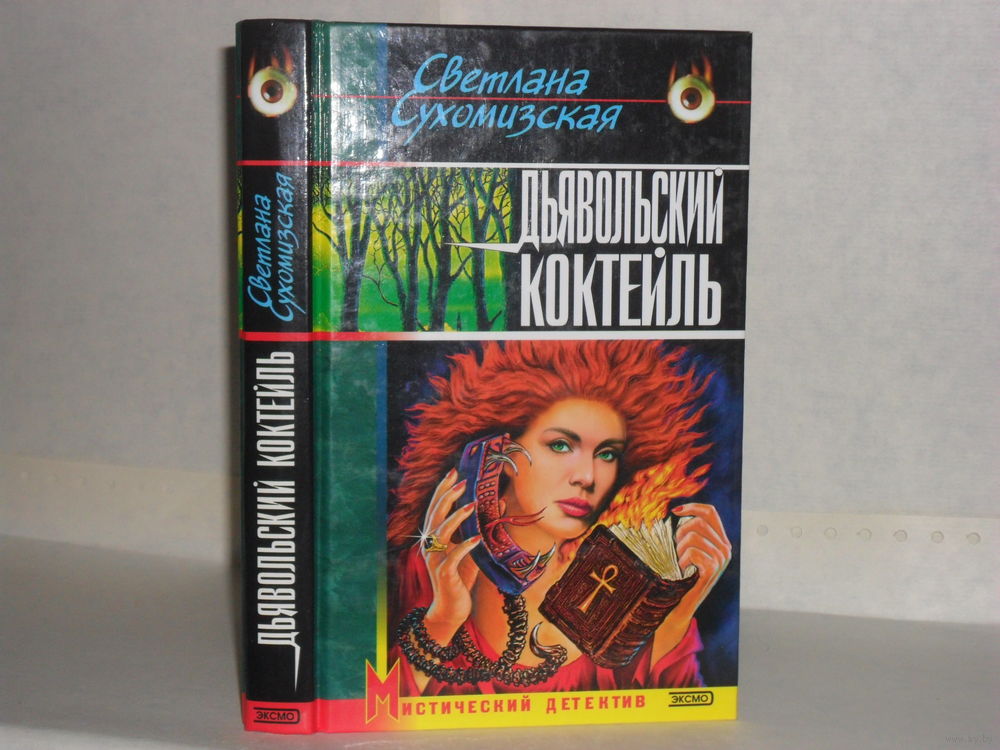 Светлана
Сухомизская
ДЬЯВОЛЬСКИЙ
КОКТЕЙЛЬ
Мистический детектив
ЭКСМО
Светлана
Сухомизская
ДЬЯВОЛЬСКИЙ КОКТЕЙЛЬ
ЭКСМО